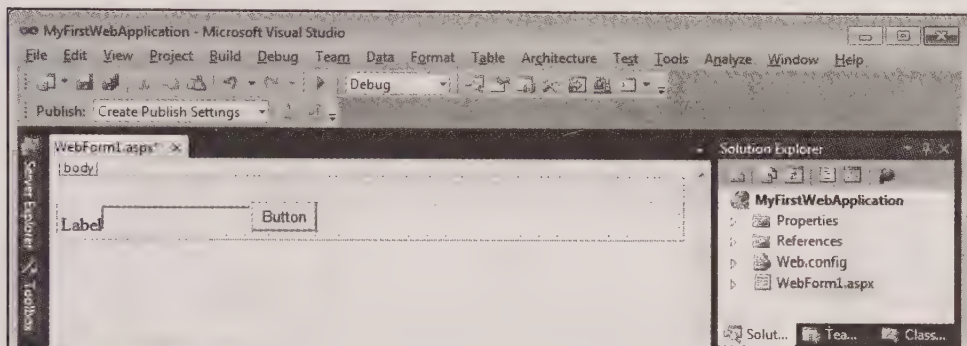 MyFirstWebApplication - Microsoft Visual Studio
File Edit View Project Build Debug Team Data Format Table Architecture Test Tools Analyze Window Help
Debug
Publish: Create Publish Settings
WebForm1.aspx*
Solution Explorer
body
MyFirstWebApplication
Properties
References
Web.config
WebForm1.aspx
Label
Button
Server Explorer
Toolbox
Solut...
Tea...
Class...